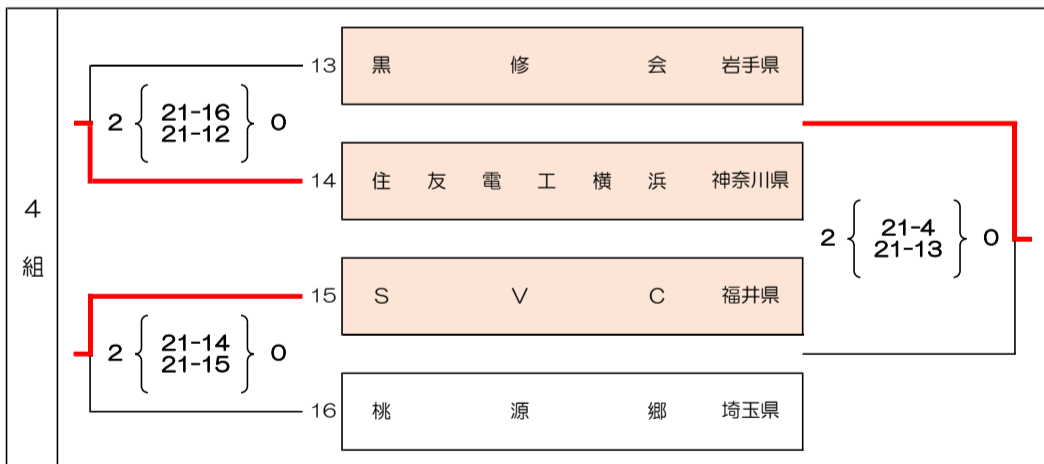 4
組
13 黒修会 岩手県
2 { 21-16
21-12 } 0
14 住友電工横浜 神奈川県
2 { 21-4
21-13 } 0
15 SVC 福井県
2 { 21-14
21-15 } 0
16 桃源郷 埼玉県